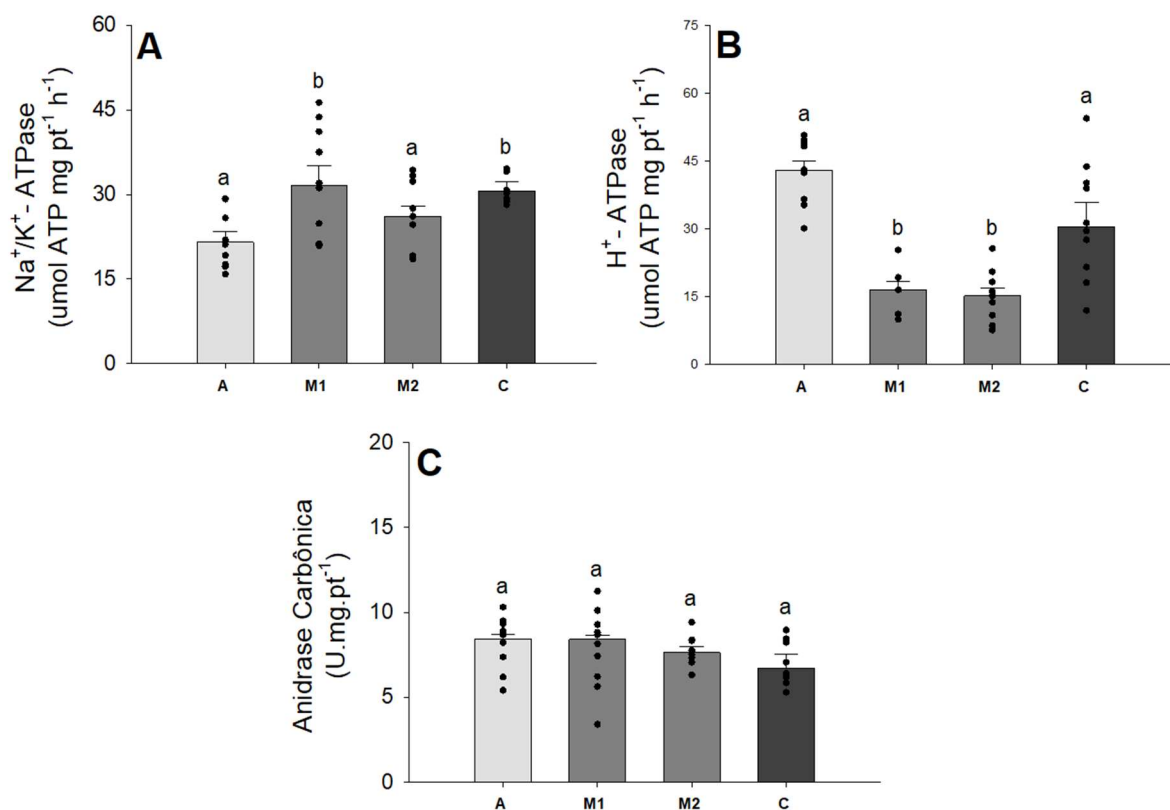 A
Na⁺/K⁺- ATPase
(umol ATP mg pt⁻¹ h⁻¹)
60
45
30
15
0
a
b
a
b
A
M1
M2
C
B
H⁺- ATPase
(umol ATP mg pt⁻¹ h⁻¹)
75
60
45
30
15
0
a
b
b
a
A
M1
M2
C
C
Anidrase Carbônica
(U.mg.pt⁻¹)
20
15
10
5
0
a
a
a
a
A
M1
M2
C